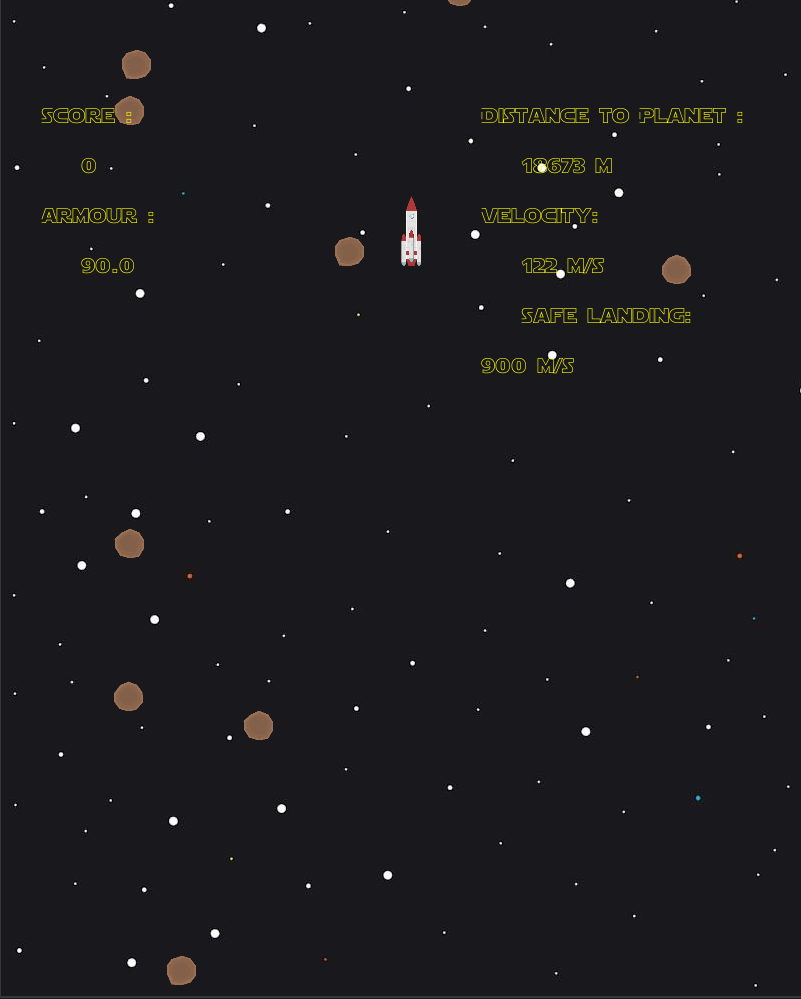 SCORE :
0
ARMOUR :
90.0
DISTANCE TO PLANET :
18673 M
VELOCITY:
122 M/S
SAFE LANDING:
900 M/S